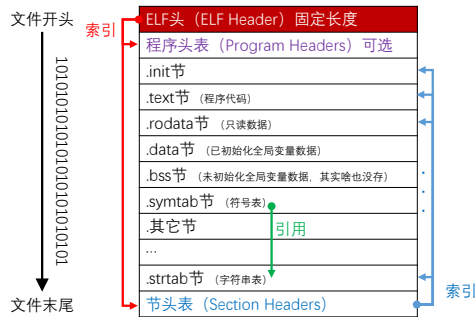 文件开头
索引
ELF头（ELF Header）固定长度
程序头表（Program Headers）可选
.init节
.text节 （程序代码）
.rodata节 （只读数据）
.data节 （已初始化全局变量数据）
.bss节 （未初始化全局变量数据，其实啥也没存）
.symtab节 （符号表）
.其它节
引用
...
.strtab节 （字符串表）
节头表（Section Headers）
索引
文件末尾